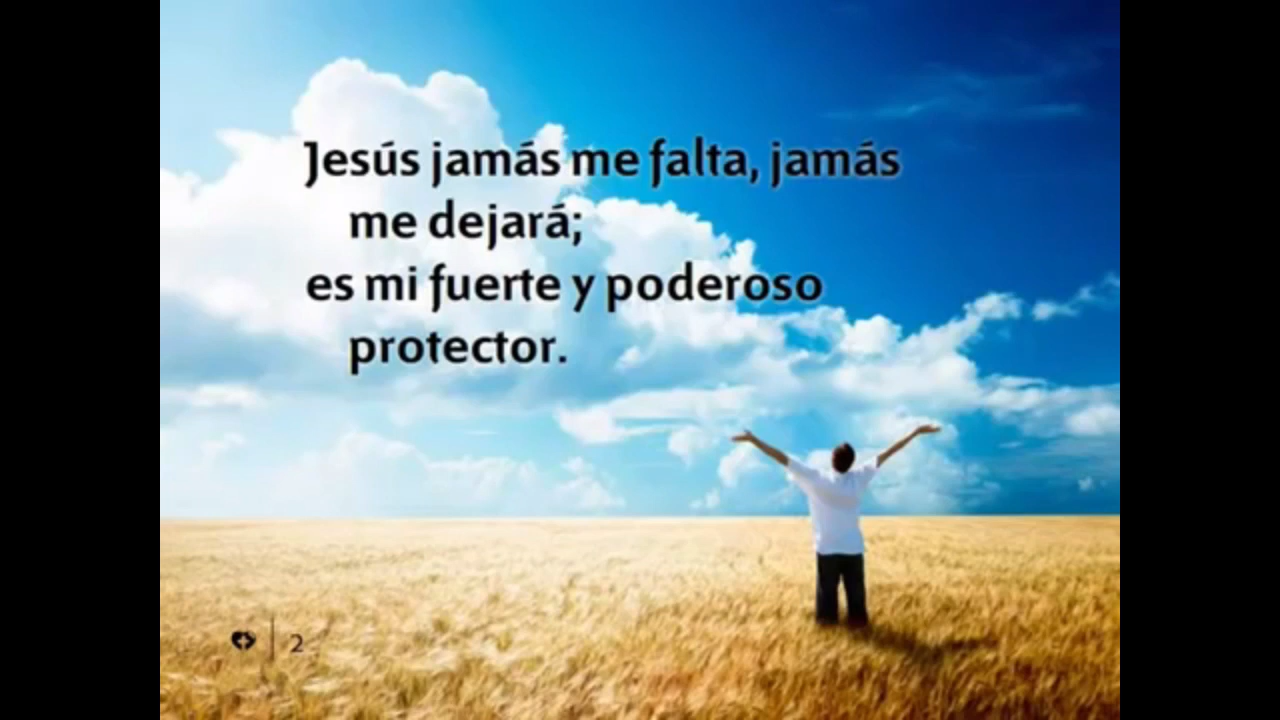 Jesús jamás me falta, jamás
me dejará;
es mi fuerte y poderoso
protector.
2